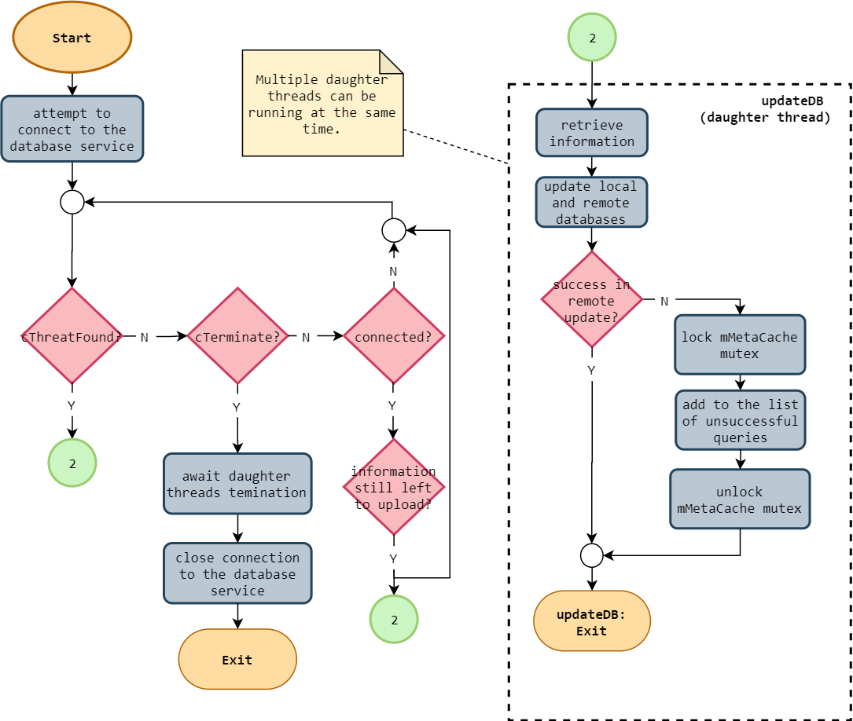 Start
attempt to
connect to the
database service
Multiple daughter
threads can be
running at the same
time.
cThreatFound?
N
cTerminate?
N
connected?
N
Y
2
Y
await daughter
threads temination
close connection
to the database
service
Exit
Y
information
still left
to upload?
Y
2
2
updateDB
(daughter thread)
retrieve
information
update local
and remote
databases
success in
remote
update?
N
Y
lock mMetaCache
mutex
add to the list
of unsuccessful
queries
unlock
mMetaCache mutex
updateDB:
Exit